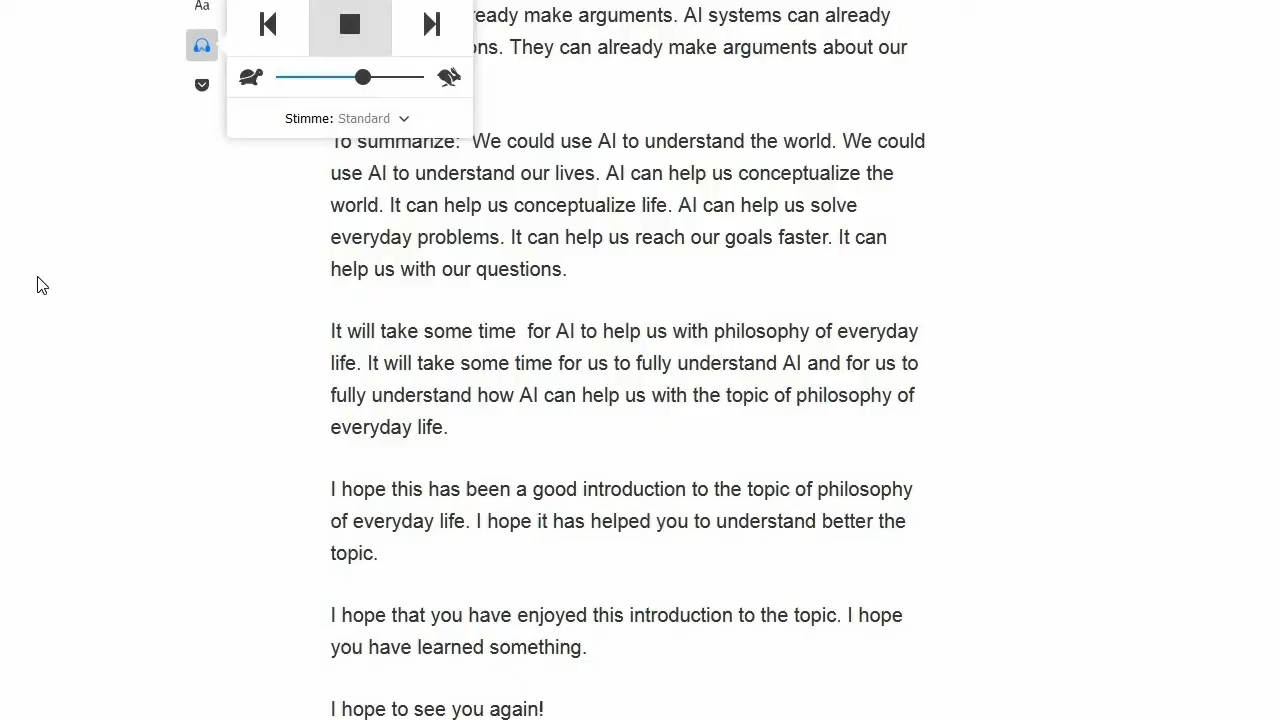 Aa
Stimme: Standard
ready make arguments. AI systems can already
ons. They can already make arguments about our
To summarize:  We could use AI to understand the world. We could
use AI to understand our lives. AI can help us conceptualize the
world. It can help us conceptualize life. AI can help us solve
everyday problems. It can help us reach our goals faster. It can
help us with our questions.
It will take some time  for AI to help us with philosophy of everyday
life. It will take some time for us to fully understand AI and for us to
fully understand how AI can help us with the topic of philosophy of
everyday life.
I hope this has been a good introduction to the topic of philosophy
of everyday life. I hope it has helped you to understand better the
topic.
I hope that you have enjoyed this introduction to the topic. I hope
you have learned something.
I hope to see you again!